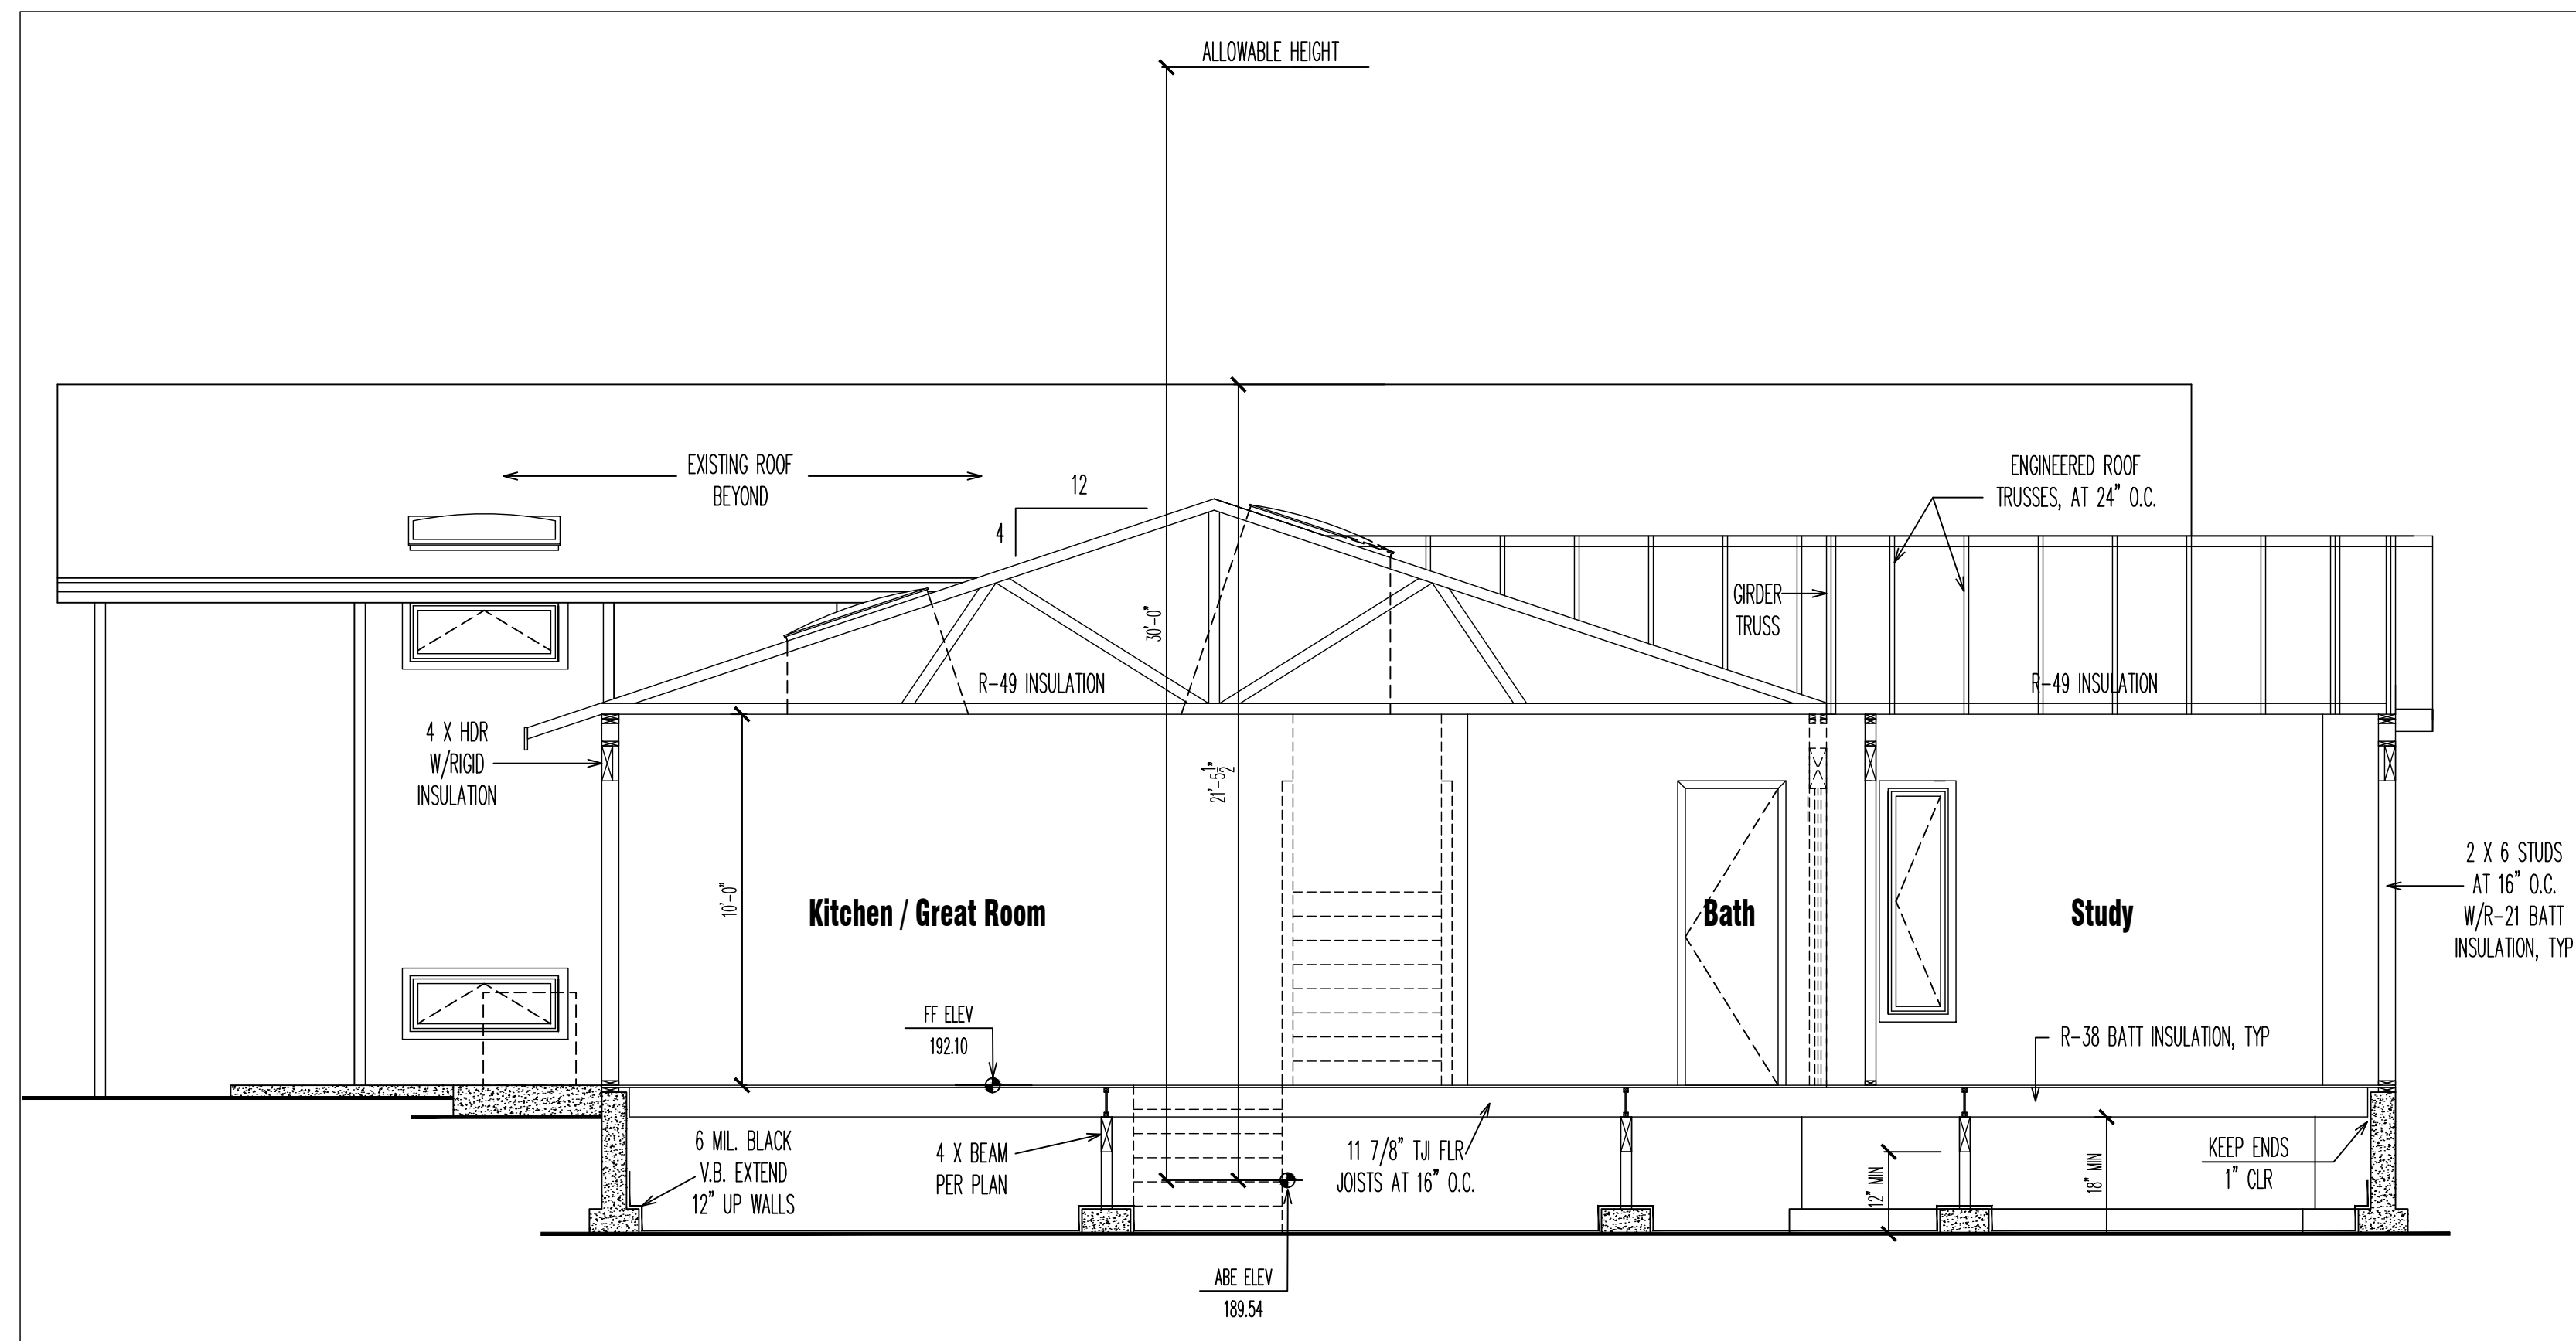 ALLOWABLE HEIGHT
EXISTING ROOF
BEYOND
12
4
ENGINEERED ROOF
TRUSSES, AT 24" O.C.
GIRDER
TRUSS
30'-0"
R-49 INSULATION
R-49 INSULATION
4 X HDR
W/RIGID
INSULATION
21'-5 1/2"
10'-0"
Kitchen / Great Room
Bath
Study
2 X 6 STUDS
AT 16" O.C.
W/R-21 BATT
INSULATION, TYP
FF ELEV
192.10
R-38 BATT INSULATION, TYP
6 MIL. BLACK
V.B. EXTEND
12" UP WALLS
4 X BEAM
PER PLAN
11 7/8" TJI FLR
JOISTS AT 16" O.C.
12" MIN
18" MIN
KEEP ENDS
1" CLR
ABE ELEV
189.54